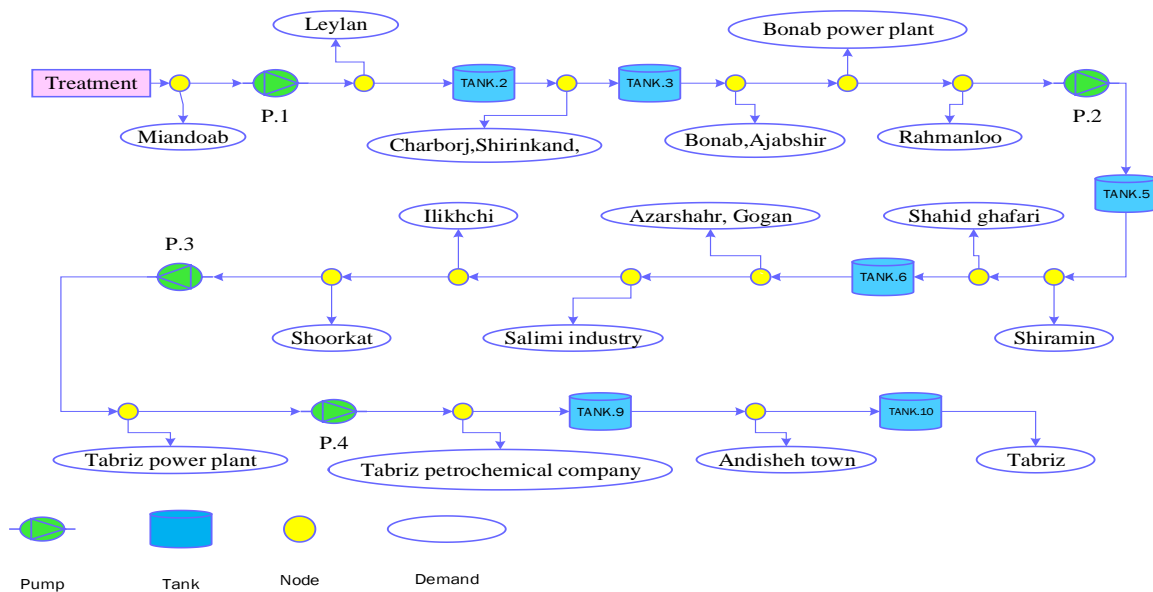 Leylan
Bonab power plant
Treatment
TANK.2
TANK.3
P.1
P.2
Miandoab
Charborj,Shirinkand,
Bonab,Ajabshir
Rahmanloo
TANK.5
Ilikhchi
Azarshahr, Gogan
Shahid ghafari
P.3
TANK.6
Shoorkat
Salimi industry
Shiramin
TANK.9
TANK.10
P.4
Tabriz power plant
Tabriz petrochemical company
Andisheh town
Tabriz
Pump
Tank
Node
Demand